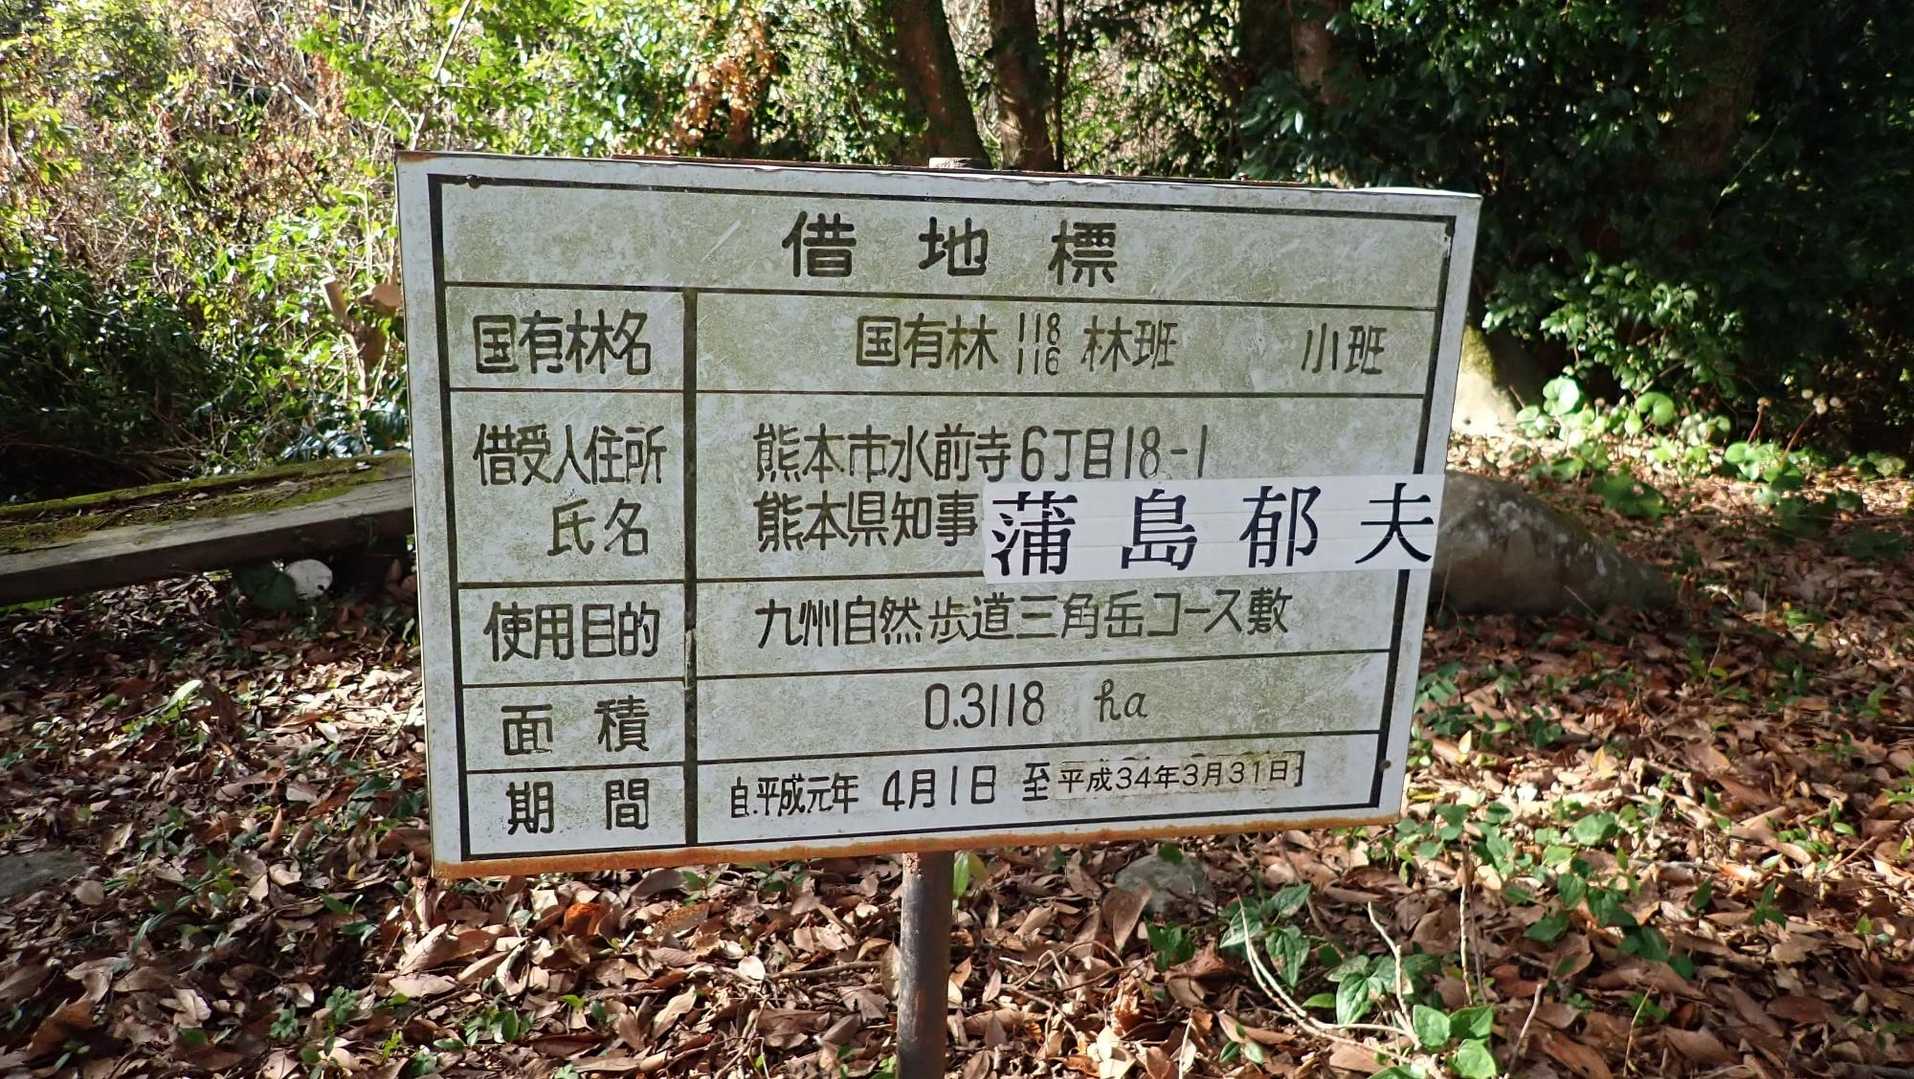 借地標
国有林名 国有林 118 116 林班 小班
借受人住所 熊本市水前寺6丁目18-1
氏名 熊本県知事 蒲島郁夫
使用目的 九州自然歩道三角岳コース敷
面積 0.3118 ha
期間 自.平成元年 4月1日 至 平成34年3月31日